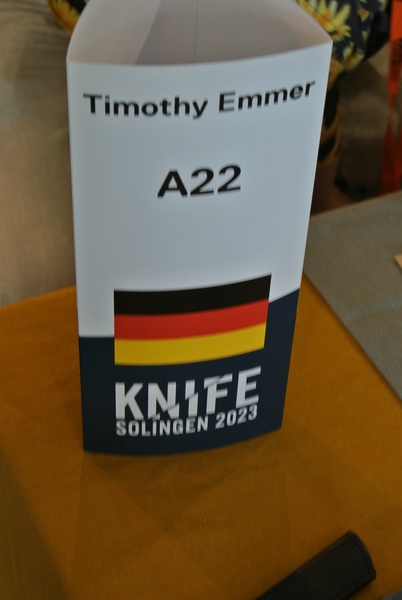 Timothy Emmer
A22
KNIFE
SOLINGEN 2023